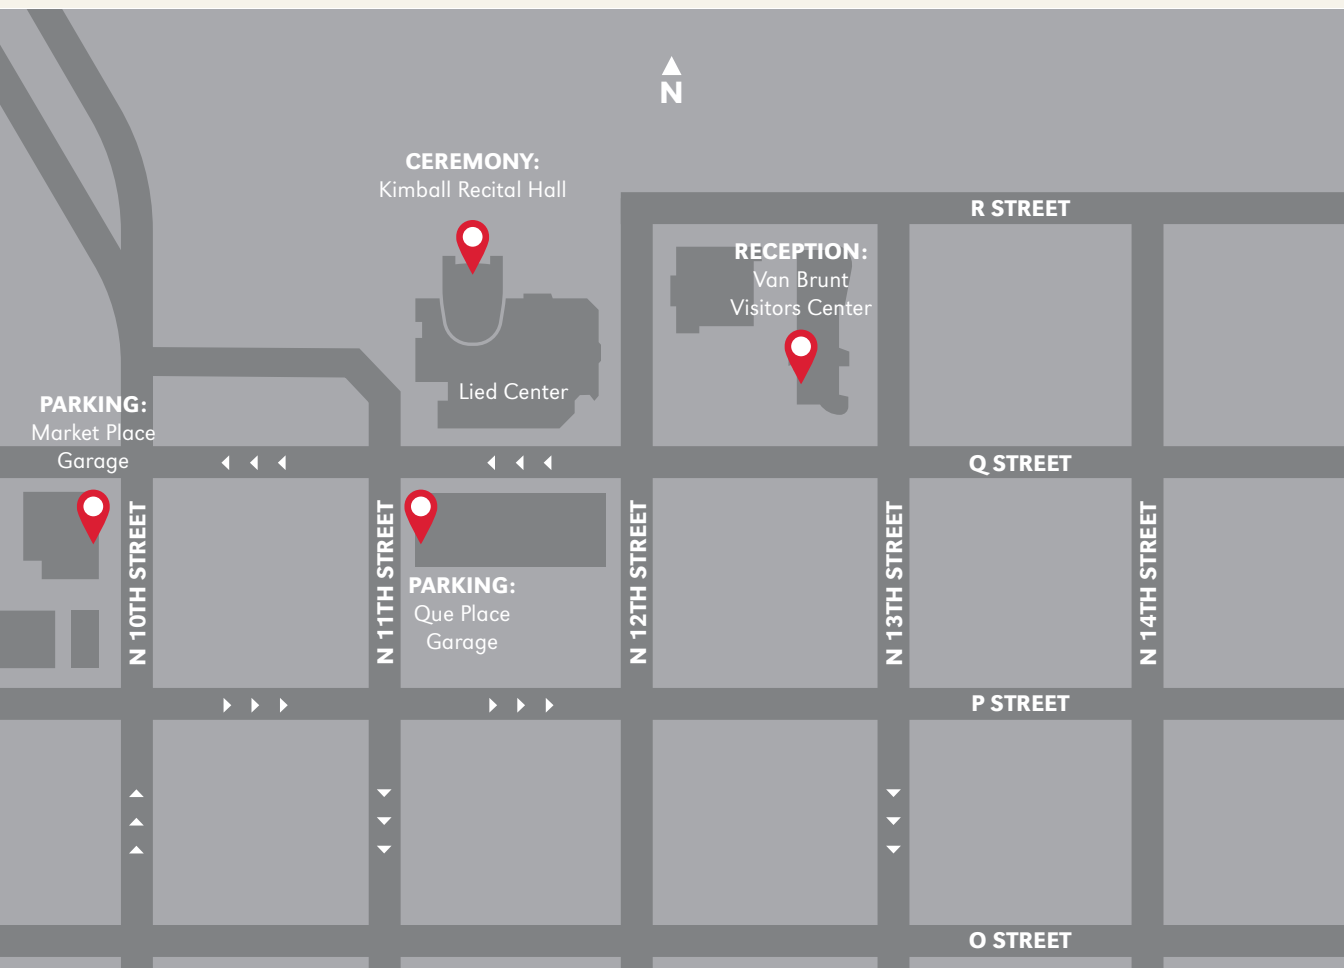 N
CEREMONY:
Kimball Recital Hall
R STREET
RECEPTION:
Van Brunt
Visitors Center
Lied Center
PARKING:
Market Place
Garage
Q STREET
N 10TH STREET
N 11TH STREET
N 12TH STREET
N 13TH STREET
N 14TH STREET
PARKING:
Que Place
Garage
P STREET
O STREET